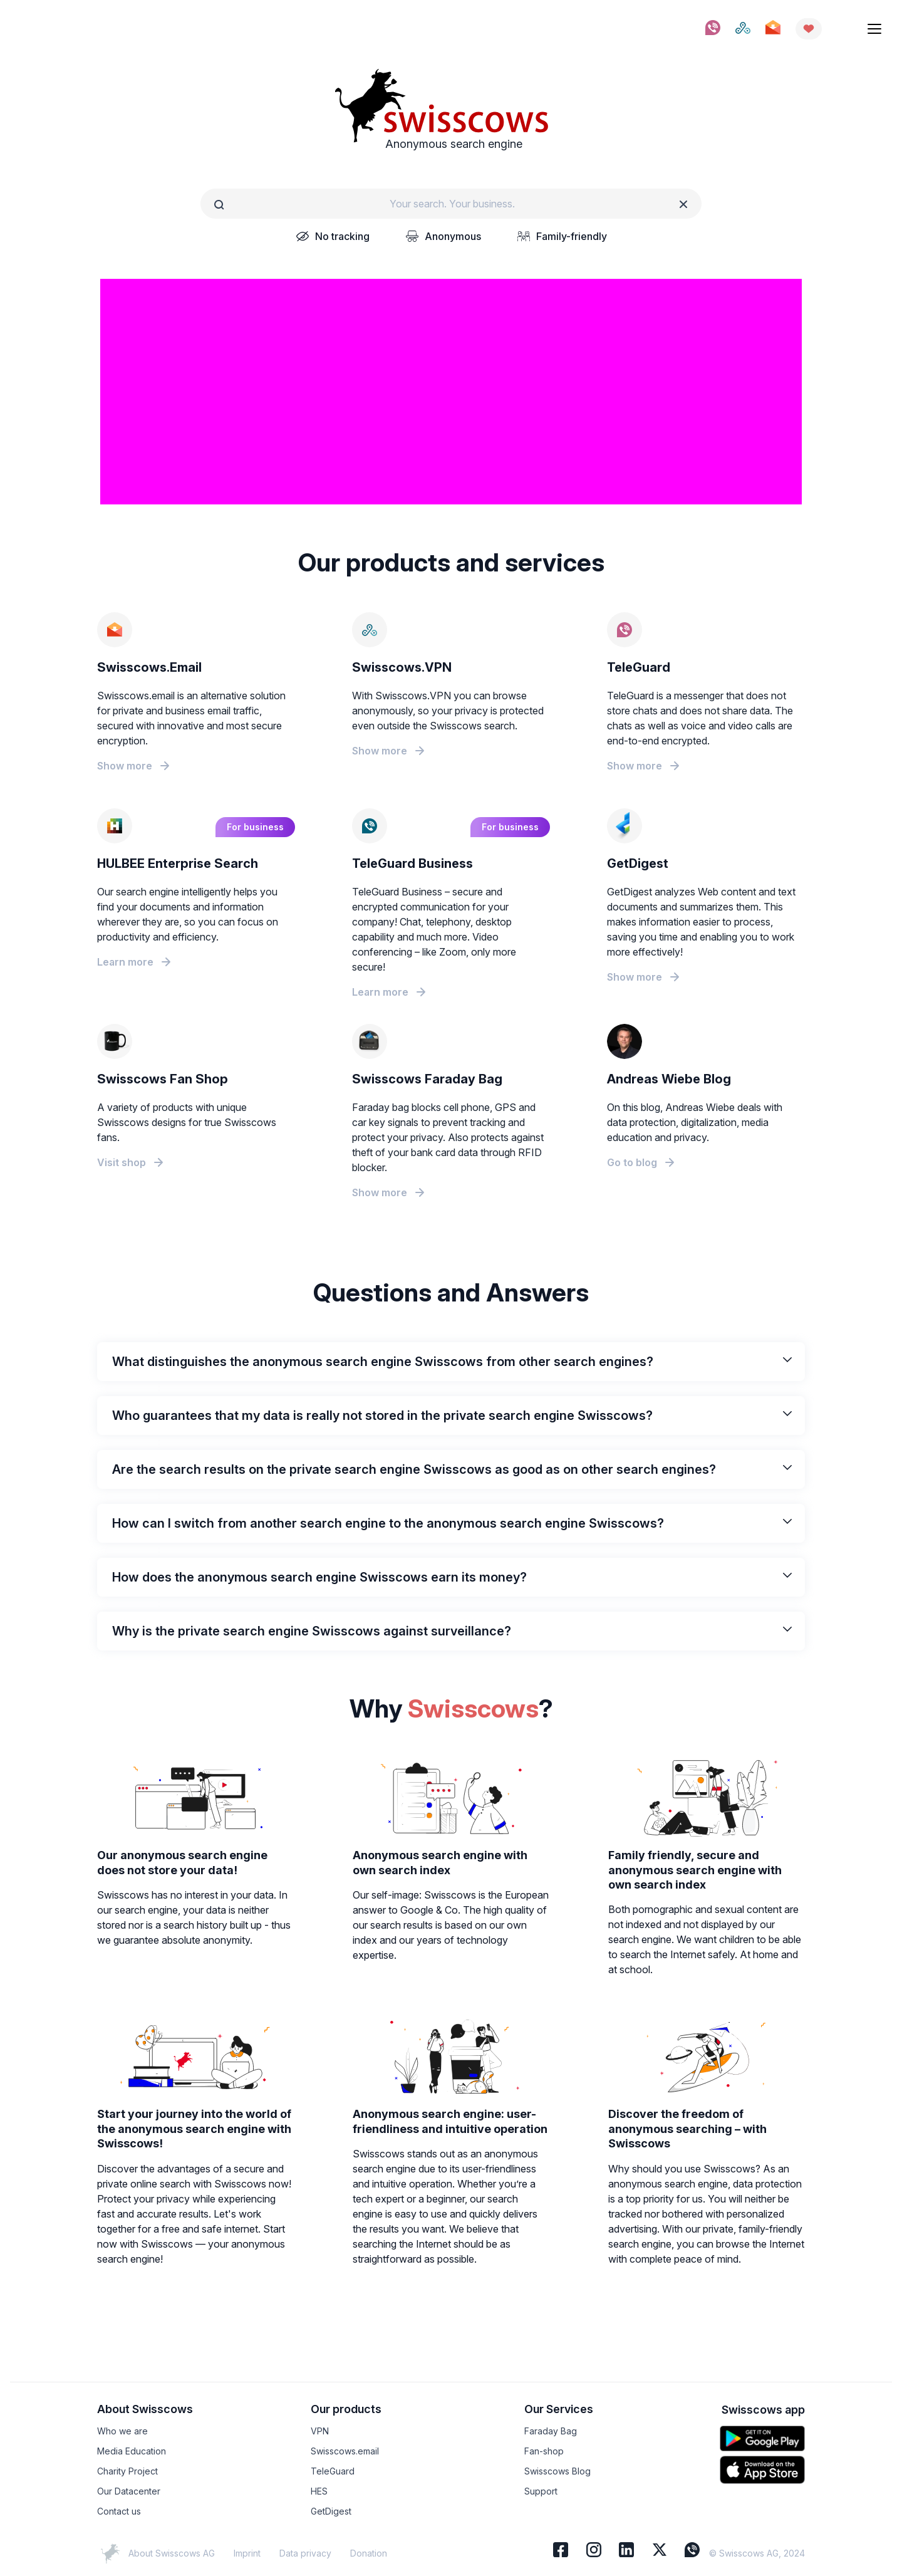 swisscows
Anonymous search engine
Your search. Your business.
No tracking
Anonymous
Family-friendly
Our products and services
Swisscows.Email
Swisscows.email is an alternative solution
for private and business email traffic,
secured with innovative and most secure
encryption.
Show more
Swisscows.VPN
With Swisscows.VPN you can browse
anonymously, so your privacy is protected
even outside the Swisscows search.
Show more
TeleGuard
TeleGuard is a messenger that does not
store chats and does not share data. The
chats as well as voice and video calls are
end-to-end encrypted.
Show more
For business
HULBEE Enterprise Search
Our search engine intelligently helps you
find your documents and information
wherever they are, so you can focus on
productivity and efficiency.
Learn more
For business
TeleGuard Business
TeleGuard Business – secure and
encrypted communication for your
company! Chat, telephony, desktop
capability and much more. Video
conferencing – like Zoom, only more
secure!
Learn more
GetDigest
GetDigest analyzes Web content and text
documents and summarizes them. This
makes information easier to process,
saving you time and enabling you to work
more effectively!
Show more
Swisscows Fan Shop
A variety of products with unique
Swisscows designs for true Swisscows
fans.
Visit shop
Swisscows Faraday Bag
Faraday bag blocks cell phone, GPS and
car key signals to prevent tracking and
protect your privacy. Also protects against
theft of your bank card data through RFID
blocker.
Show more
Andreas Wiebe Blog
On this blog, Andreas Wiebe deals with
data protection, digitalization, media
education and privacy.
Go to blog
Questions and Answers
What distinguishes the anonymous search engine Swisscows from other search engines?
Who guarantees that my data is really not stored in the private search engine Swisscows?
Are the search results on the private search engine Swisscows as good as on other search engines?
How can I switch from another search engine to the anonymous search engine Swisscows?
How does the anonymous search engine Swisscows earn its money?
Why is the private search engine Swisscows against surveillance?
Why Swisscows?
Our anonymous search engine
does not store your data!
Swisscows has no interest in your data. In
our search engine, your data is neither
stored nor is a search history built up - thus
we guarantee absolute anonymity.
Anonymous search engine with
own search index
Our self-image: Swisscows is the European
answer to Google & Co. The high quality of
our search results is based on our own
index and our years of technology
expertise.
Family friendly, secure and
anonymous search engine with
own search index
Both pornographic and sexual content are
not indexed and not displayed by our
search engine. We want children to be able
to search the Internet safely. At home and
at school.
Start your journey into the world of
the anonymous search engine with
Swisscows!
Discover the advantages of a secure and
private online search with Swisscows now!
Protect your privacy while experiencing
fast and accurate results. Let's work
together for a free and safe internet. Start
now with Swisscows — your anonymous
search engine!
Anonymous search engine: user-
friendliness and intuitive operation
Swisscows stands out as an anonymous
search engine due to its user-friendliness
and intuitive operation. Whether you're a
tech expert or a beginner, our search
engine is easy to use and quickly delivers
the results you want. We believe that
searching the Internet should be as
straightforward as possible.
Discover the freedom of
anonymous searching – with
Swisscows
Why should you use Swisscows? As an
anonymous search engine, data protection
is a top priority for us. You will neither be
tracked nor bothered with personalized
advertising. With our private, family-friendly
search engine, you can browse the Internet
with complete peace of mind.
About Swisscows
Who we are
Media Education
Charity Project
Our Datacenter
Contact us
Our products
VPN
Swisscows.email
TeleGuard
HES
GetDigest
Our Services
Faraday Bag
Fan-shop
Swisscows Blog
Support
Swisscows app
GET IT ON
Google Play
Download on the
App Store
About Swisscows AG
Imprint
Data privacy
Donation
© Swisscows AG, 2024